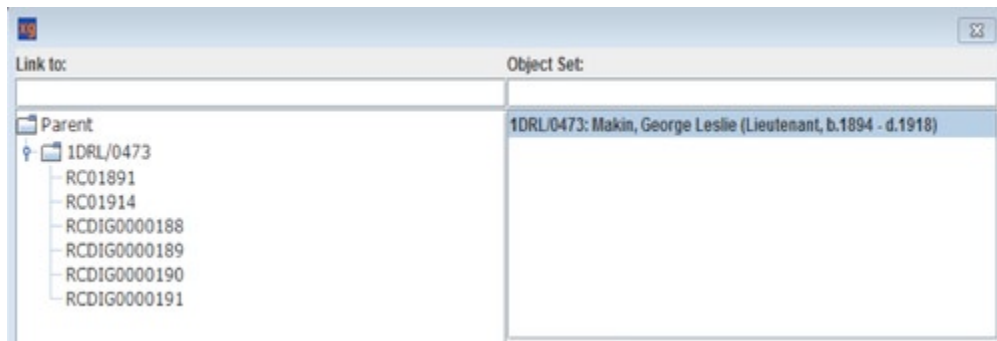 Link to:
Object Set:
Parent
1DRL/0473: Makin, George Leslie (Lieutenant, b.1894 - d.1918)
1DRL/0473
RC01891
RC01914
RCDIG0000188
RCDIG0000189
RCDIG0000190
RCDIG0000191